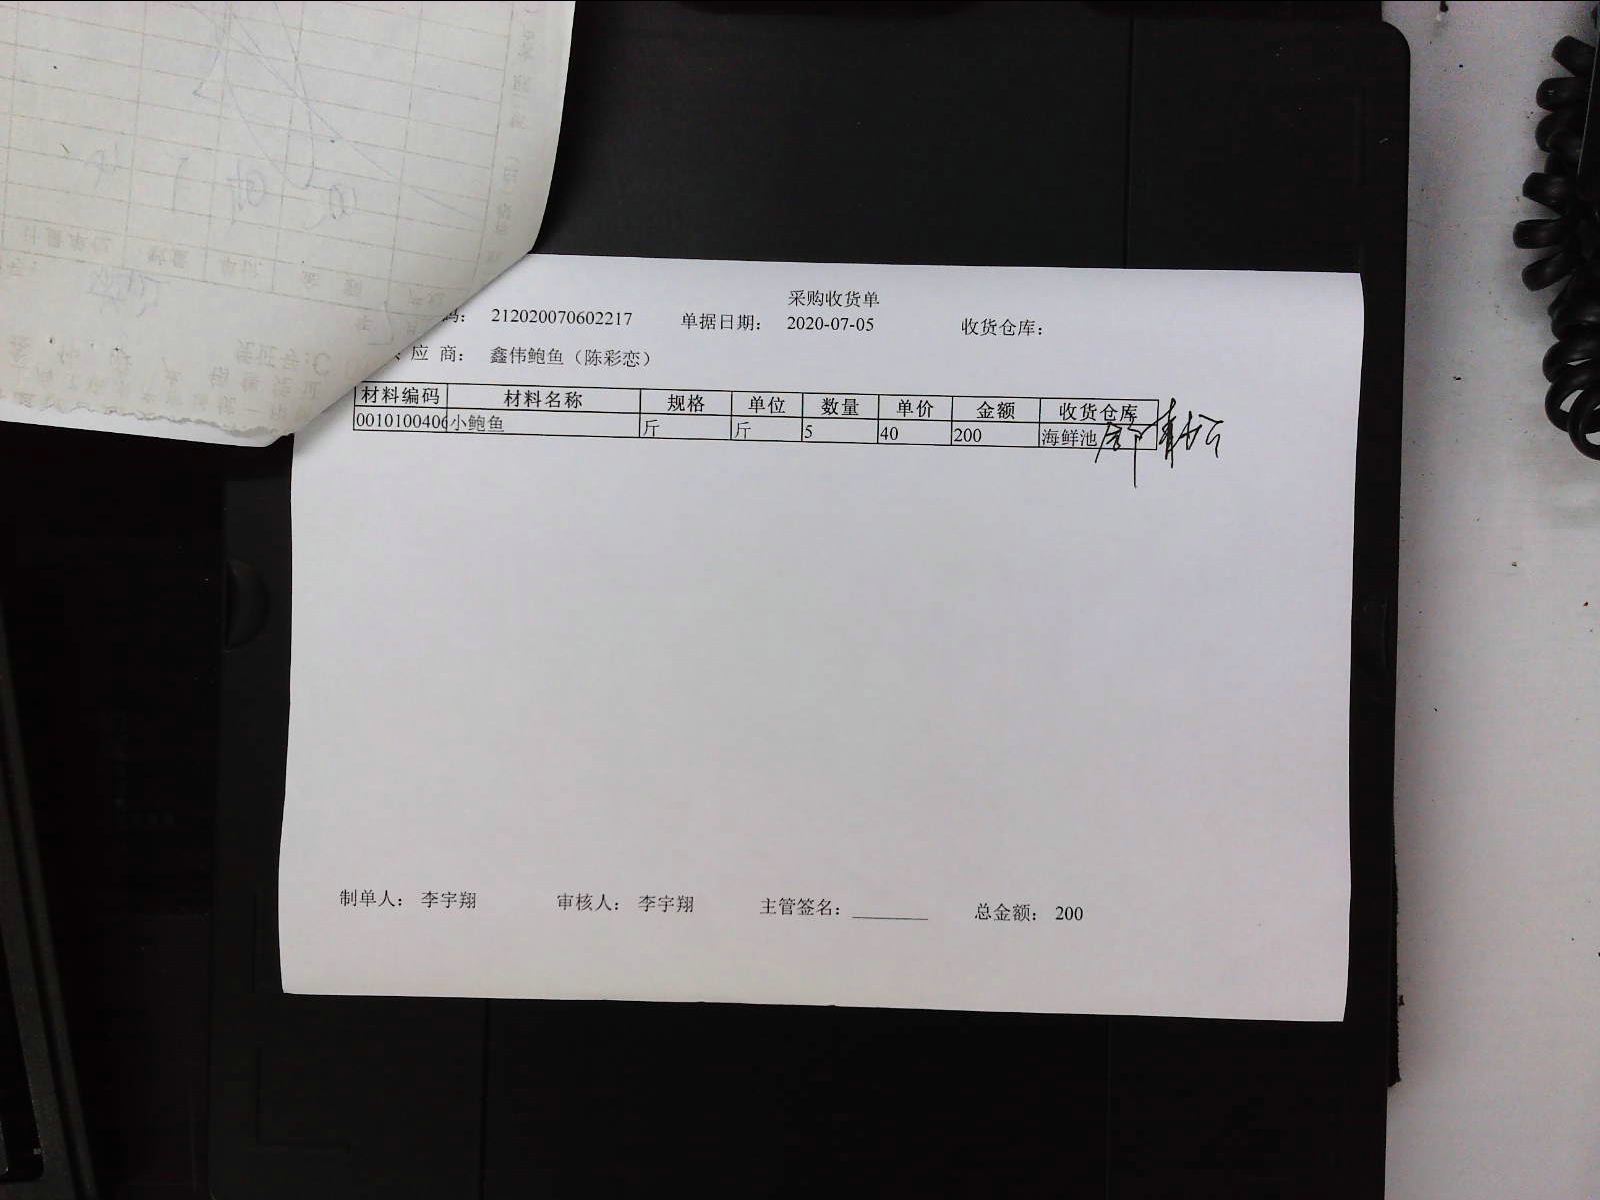 采购收货单
码： 212020070602217 单据日期： 2020-07-05 收货仓库：
应 商： 鑫伟鲍鱼（陈彩恋）
材料编码 材料名称 规格 单位 数量 单价 金额 收货仓库
0010100406 小鲍鱼 斤 斤 5 40 200 海鲜池
制单人： 李宇翔 审核人： 李宇翔 主管签名： 总金额： 200